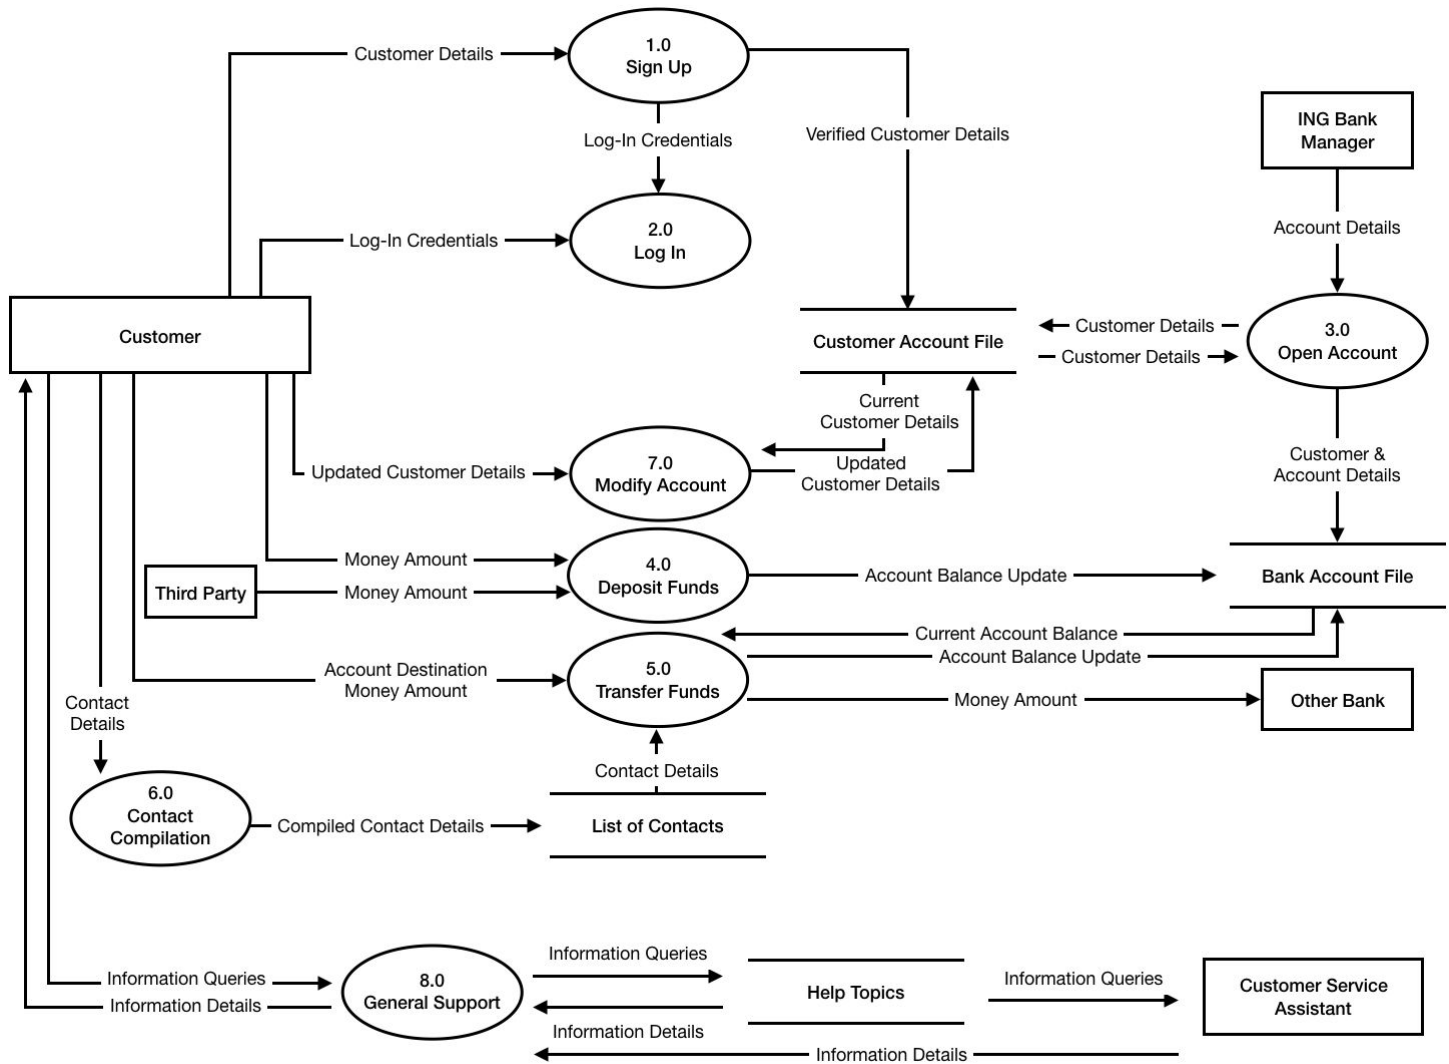 Customer Details
1.0
Sign Up
Log-In Credentials
Verified Customer Details
ING Bank
Manager
Account Details
Log-In Credentials
2.0
Log In
Customer
Customer Account File
Customer Details
Customer Details
3.0
Open Account
Current
Customer Details
Updated Customer Details
7.0
Modify Account
Updated
Customer Details
Customer &
Account Details
Money Amount
Third Party
Money Amount
4.0
Deposit Funds
Account Balance Update
Bank Account File
Current Account Balance
Account Balance Update
Account Destination
Money Amount
5.0
Transfer Funds
Money Amount
Other Bank
Contact
Details
Contact Details
6.0
Contact
Compilation
Compiled Contact Details
List of Contacts
Information Queries
Information Details
8.0
General Support
Information Queries
Information Details
Help Topics
Information Queries
Customer Service
Assistant
Information Details